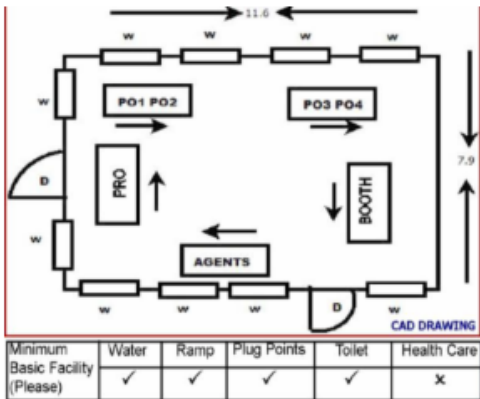 11.6
w w w w
w
PO1 PO2
PO3 PO4
7.9
D
PRO
BOOTH
w
AGENTS
w w w D w
CAD DRAWING
Minimum Basic Facility (Please) Water Ramp Plug Points Toilet Health Care
✓ ✓ ✓ ✓ x